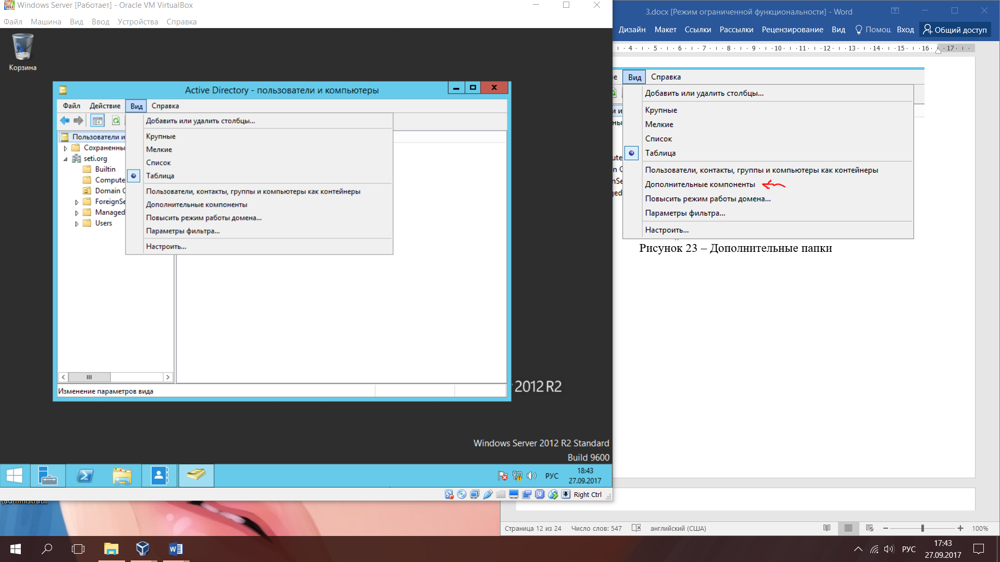 Windows Server [Работает] - Oracle VM VirtualBox
Файл Машина Вид Ввод Устройства Справка
Корзина
Active Directory - пользователи и компьютеры
Файл Действие Вид Справка
Добавить или удалить столбцы...
Крупные
Мелкие
Список
Таблица
Пользователи, контакты, группы и компьютеры как контейнеры
Дополнительные компоненты
Повысить режим работы домена...
Параметры фильтра...
Настроить...
Пользователи и
Сохраненны
seti.org
Builtin
Compute
Domain C
ForeignSe
Managed
Users
Изменение параметров вида
2012 R2
Windows Server 2012 R2 Standard
Build 9600
РУС
18:43
27.09.2017
Right Ctrl
(administrat...
3.docx [Режим ограниченной функциональности] - Word
Дизайн Макет Ссылки Рассылки Рецензирование Вид Помощ Вход Общий доступ
4 5 6 7 8 9 10 11 12 13 14 15 16 17
е Вид Справка
Добавить или удалить столбцы...
Крупные
Мелкие
Список
Таблица
Пользователи, контакты, группы и компьютеры как контейнеры
Дополнительные компоненты
Повысить режим работы домена...
Параметры фильтра...
Настроить...
и и
ны
ute
n C
nSe
ged
Рисунок 23 – Дополнительные папки
Страница 12 из 24 Число слов: 547 английский (США) 100%
РУС
17:43
27.09.2017